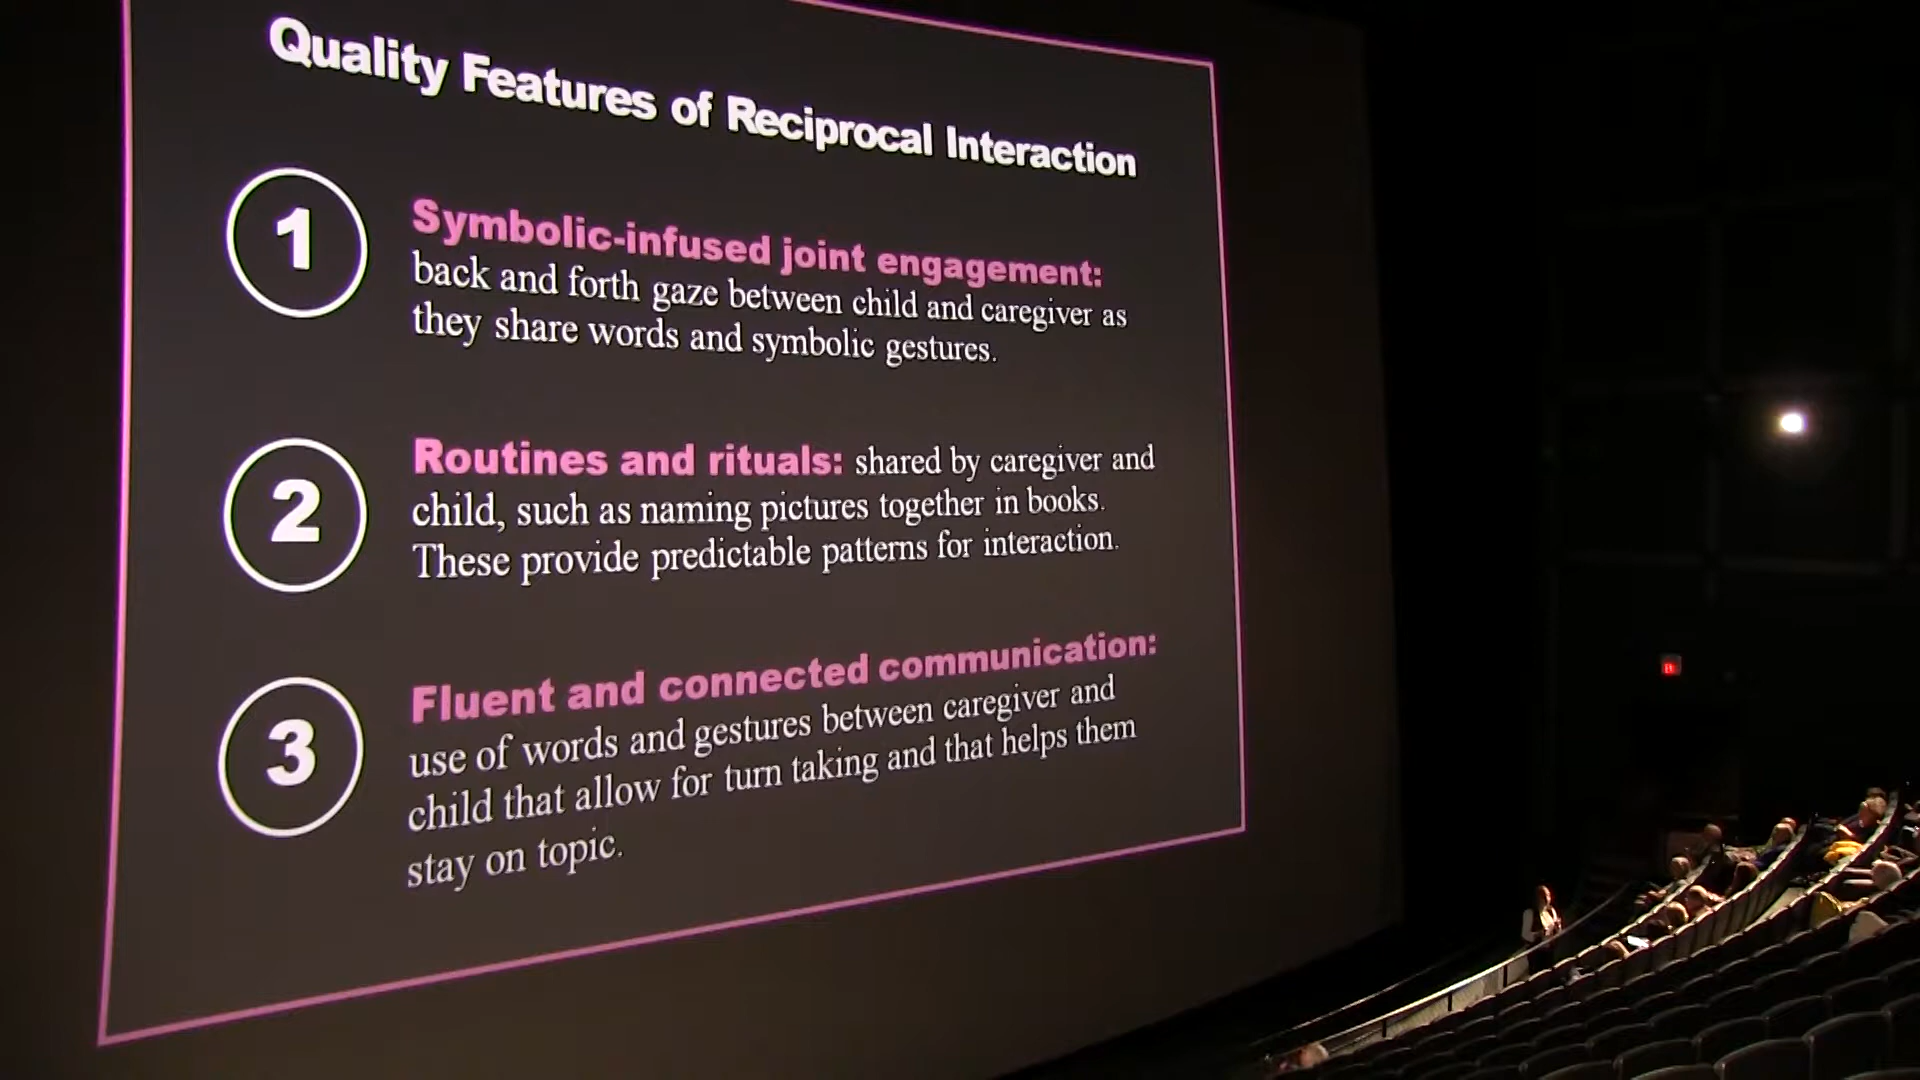 Quality Features of Reciprocal Interaction
1
Symbolic-infused joint engagement:
back and forth gaze between child and caregiver as
they share words and symbolic gestures.
2
Routines and rituals: shared by caregiver and
child, such as naming pictures together in books.
These provide predictable patterns for interaction.
3
Fluent and connected communication:
use of words and gestures between caregiver and
child that allow for turn taking and that helps them
stay on topic.